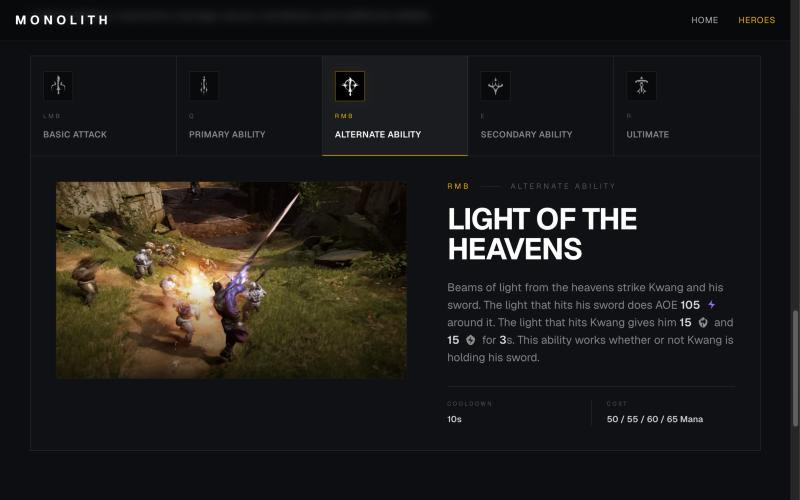 MONOLITH
HOME
HEROES
LMB
BASIC ATTACK
Q
PRIMARY ABILITY
RMB
ALTERNATE ABILITY
E
SECONDARY ABILITY
R
ULTIMATE
RMB
ALTERNATE ABILITY
LIGHT OF THE
HEAVENS
Beams of light from the heavens strike Kwang and his
sword. The light that hits his sword does AOE 105
around it. The light that hits Kwang gives him 15 and
15 for 3s. This ability works whether or not Kwang is
holding his sword.
COOLDOWN
10s
COST
50 / 55 / 60 / 65 Mana